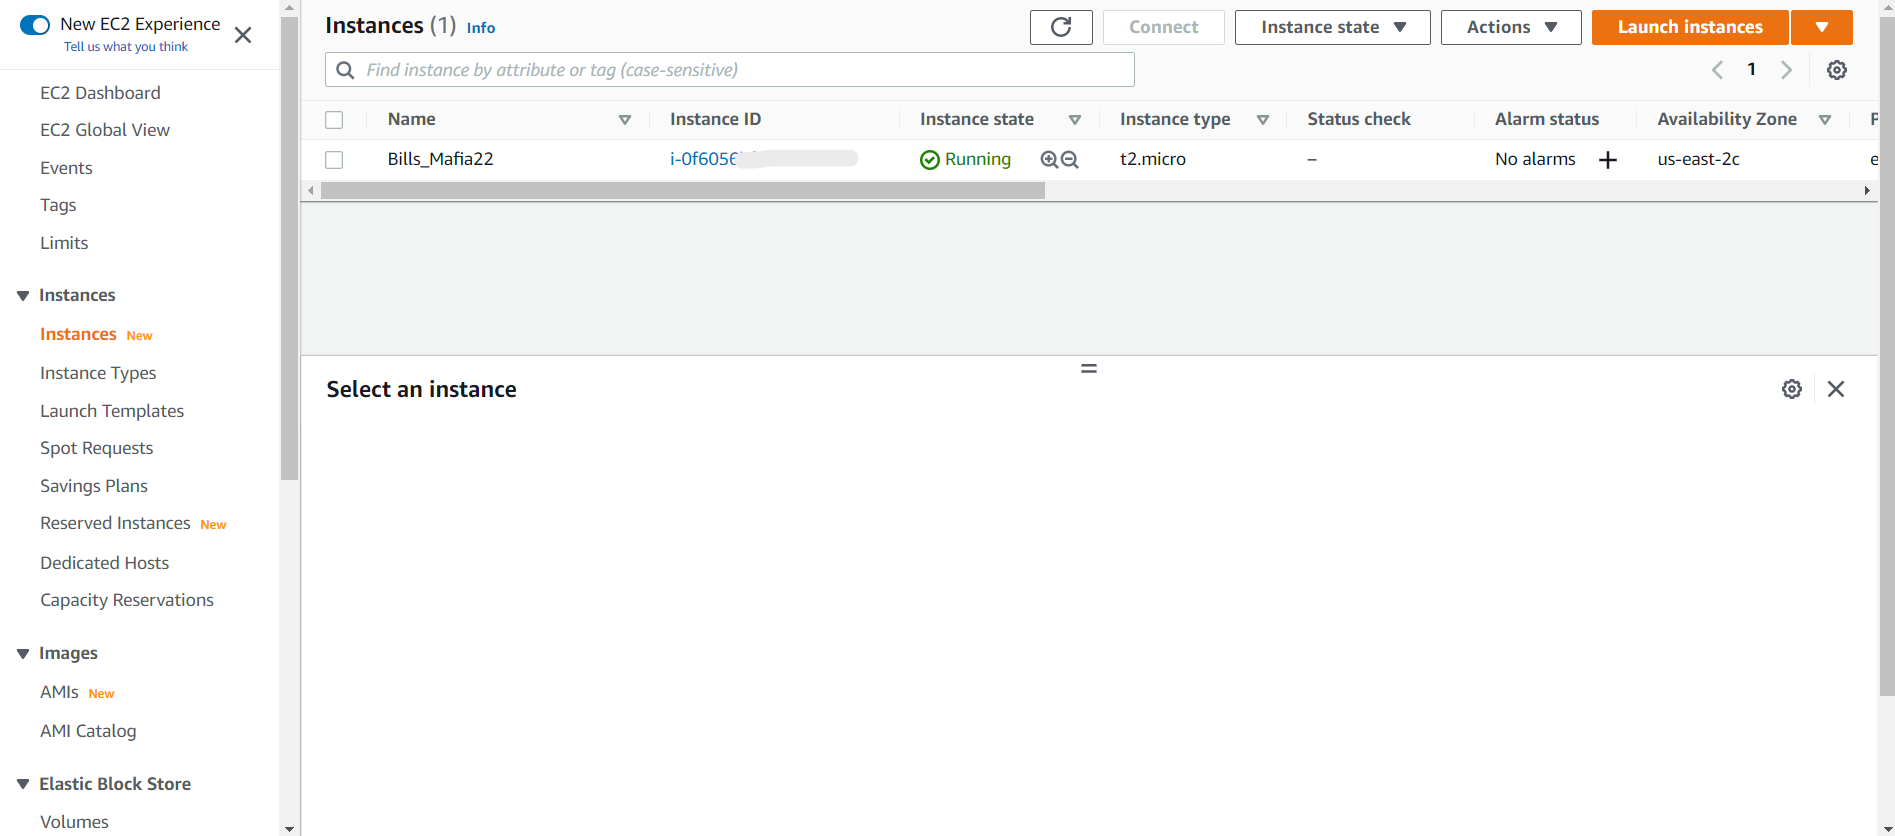 New EC2 Experience
Tell us what you think
EC2 Dashboard
EC2 Global View
Events
Tags
Limits
Instances
Instances New
Instance Types
Launch Templates
Spot Requests
Savings Plans
Reserved Instances New
Dedicated Hosts
Capacity Reservations
Images
AMIs New
AMI Catalog
Elastic Block Store
Volumes
Instances (1) Info
Connect
Instance state
Actions
Launch instances
Find instance by attribute or tag (case-sensitive)
1
Name Instance ID Instance state Instance type Status check Alarm status Availability Zone P
Bills_Mafia22 i-0f6056 Running t2.micro – No alarms + us-east-2c e
Select an instance